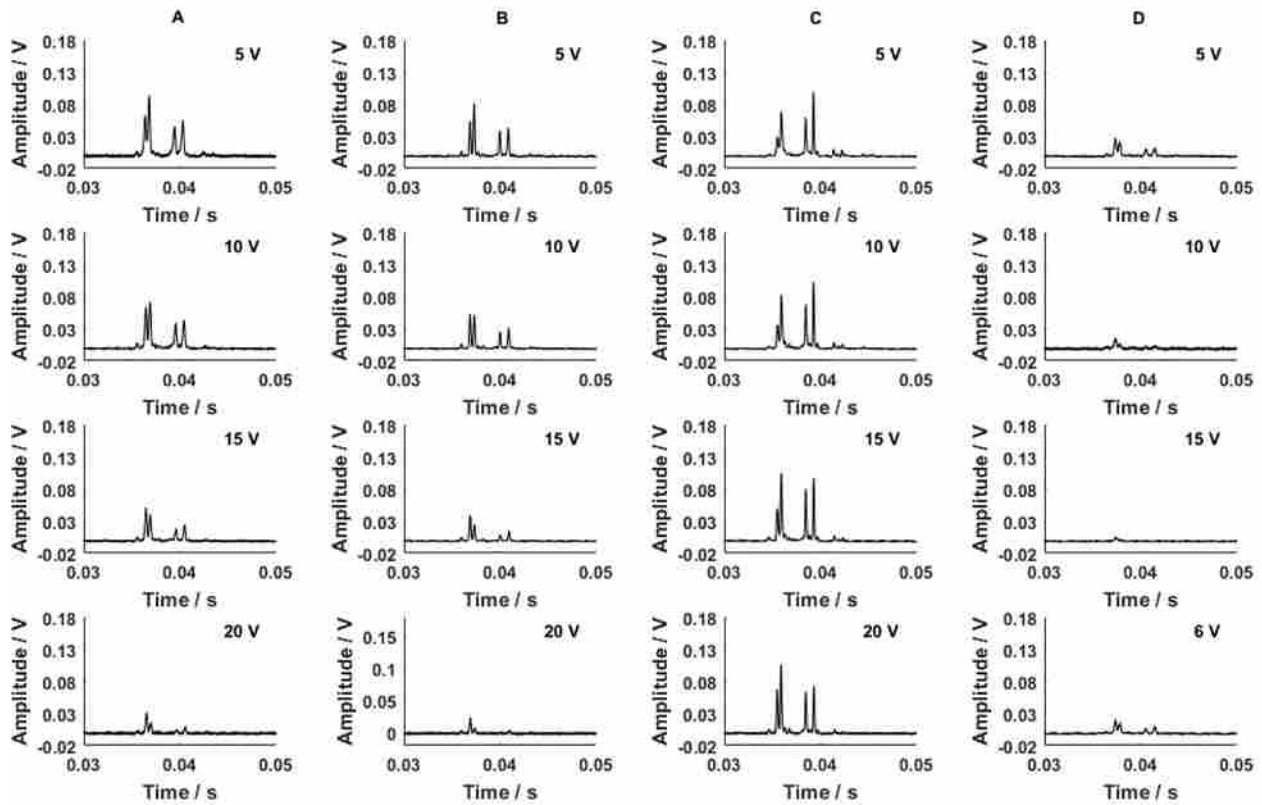 A B C D
Amplitude / V 0.18 0.13 0.08 0.03 -0.02 5 V 0.03 0.04 0.05 Time / s
Amplitude / V 0.18 0.13 0.08 0.03 -0.02 5 V 0.03 0.04 0.05 Time / s
Amplitude / V 0.18 0.13 0.08 0.03 -0.02 5 V 0.03 0.04 0.05 Time / s
Amplitude / V 0.18 0.13 0.08 0.03 -0.02 5 V 0.03 0.04 0.05 Time / s
Amplitude / V 0.18 0.13 0.08 0.03 -0.02 10 V 0.03 0.04 0.05 Time / s
Amplitude / V 0.18 0.13 0.08 0.03 -0.02 10 V 0.03 0.04 0.05 Time / s
Amplitude / V 0.18 0.13 0.08 0.03 -0.02 10 V 0.03 0.04 0.05 Time / s
Amplitude / V 0.18 0.13 0.08 0.03 -0.02 10 V 0.03 0.04 0.05 Time / s
Amplitude / V 0.18 0.13 0.08 0.03 -0.02 15 V 0.03 0.04 0.05 Time / s
Amplitude / V 0.18 0.13 0.08 0.03 -0.02 15 V 0.03 0.04 0.05 Time / s
Amplitude / V 0.18 0.13 0.08 0.03 -0.02 15 V 0.03 0.04 0.05 Time / s
Amplitude / V 0.18 0.13 0.08 0.03 -0.02 15 V 0.03 0.04 0.05 Time / s
Amplitude / V 0.18 0.13 0.08 0.03 -0.02 20 V 0.03 0.04 0.05 Time / s
Amplitude / V 0.15 0.1 0.05 0 20 V 0.03 0.04 0.05 Time / s
Amplitude / V 0.18 0.13 0.08 0.03 -0.02 20 V 0.03 0.04 0.05 Time / s
Amplitude / V 0.18 0.13 0.08 0.03 -0.02 6 V 0.03 0.04 0.05 Time / s